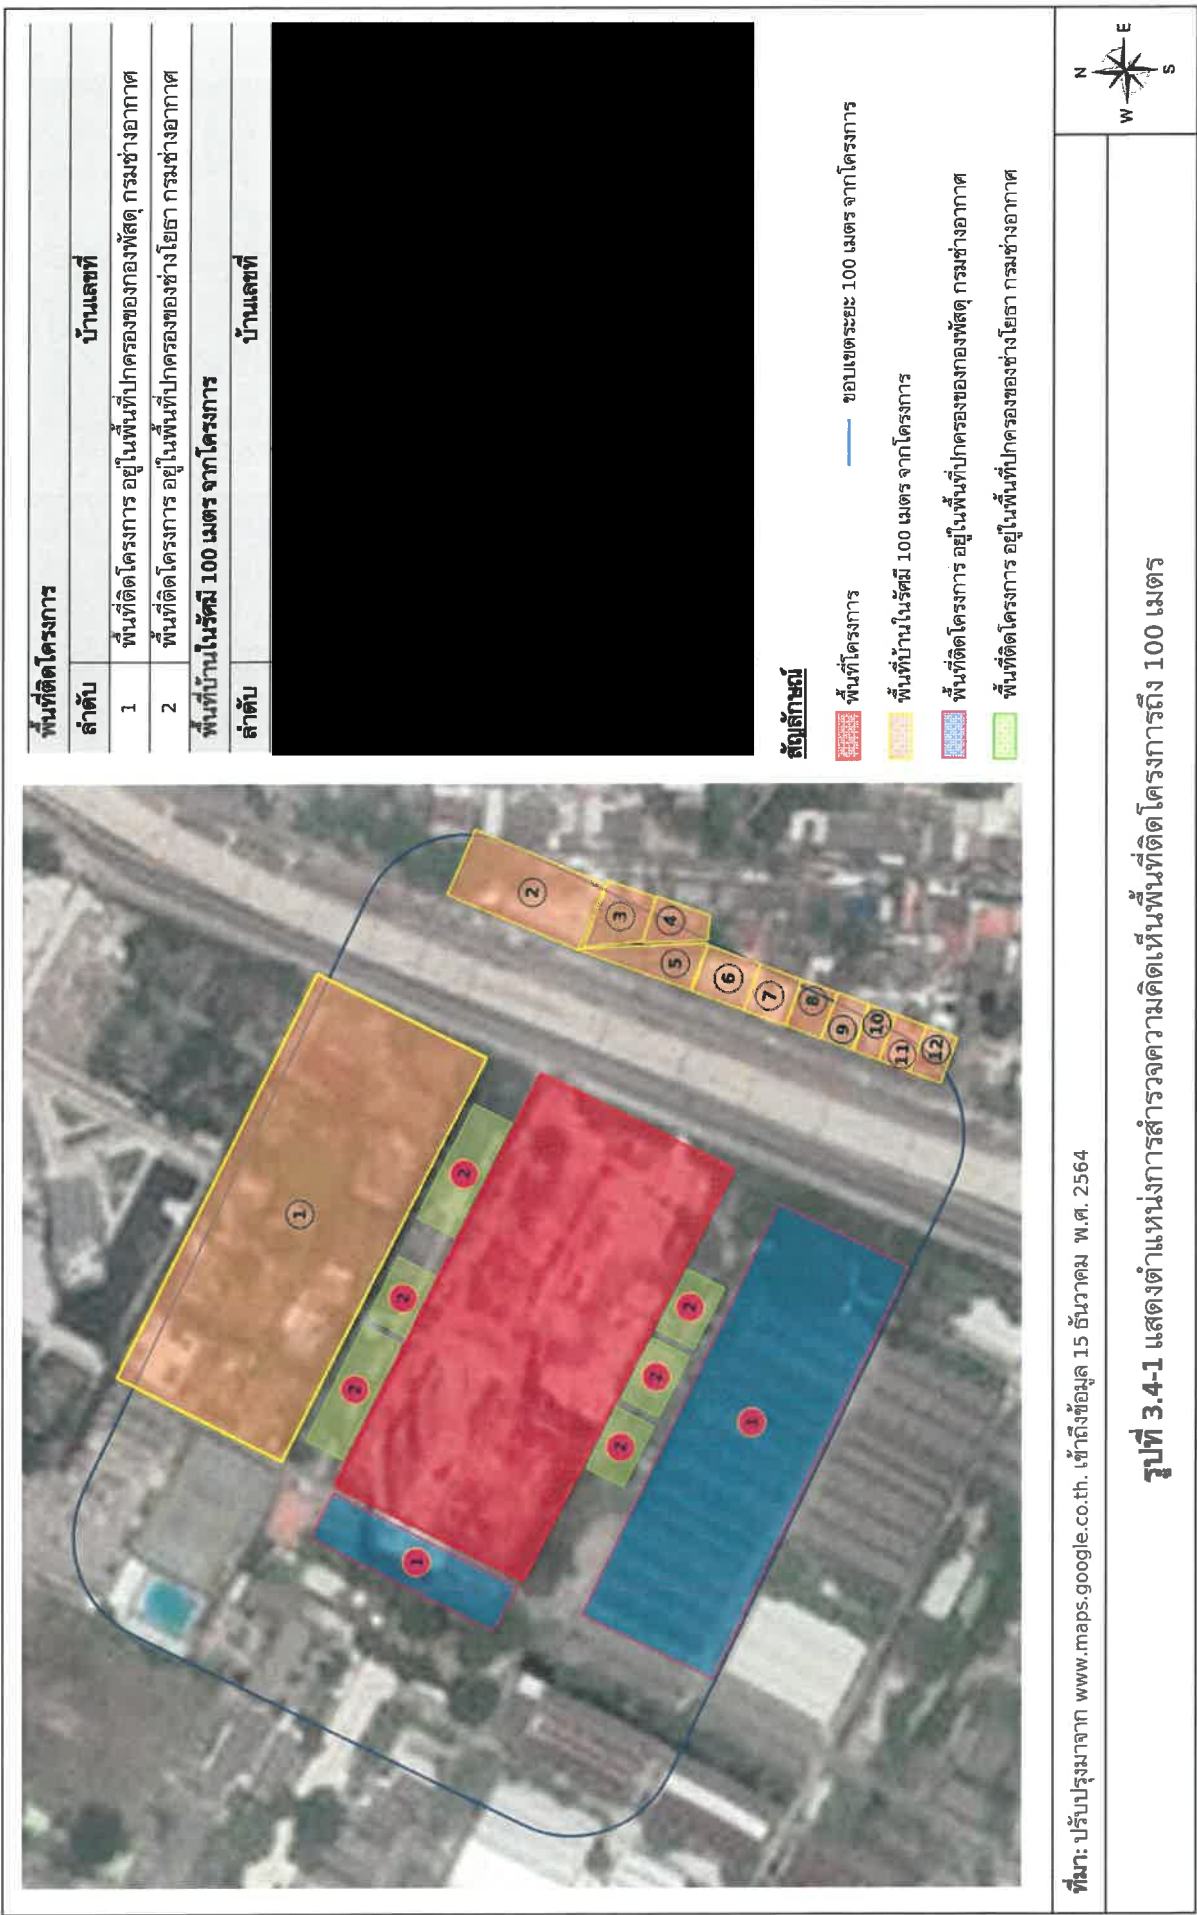 พื้นที่ติดโครงการ
ลำดับ บ้านเลขที่
1 พื้นที่ติดโครงการ อยู่ในพื้นที่ปกครองของกองพัสดุ กรมช่างอากาศ
2 พื้นที่ติดโครงการ อยู่ในพื้นที่ปกครองของช่างโยธา กรมช่างอากาศ
พื้นที่บ้านในรัศมี 100 เมตร จากโครงการ
ลำดับ บ้านเลขที่
1
2
3
4
5
6
7
8
9
10
11
12
2
2
2
1
2
2
2
1
สัญลักษณ์
พื้นที่โครงการ
ขอบเขตระยะ 100 เมตร จากโครงการ
พื้นที่บ้านในรัศมี 100 เมตร จากโครงการ
พื้นที่ติดโครงการ อยู่ในพื้นที่ปกครองของกองพัสดุ กรมช่างอากาศ
พื้นที่ติดโครงการ อยู่ในพื้นที่ปกครองของช่างโยธา กรมช่างอากาศ
ที่มา: ปรับปรุงมาจาก www.maps.google.co.th. เข้าถึงข้อมูล 15 ธันวาคม พ.ศ. 2564
N
W E
S
รูปที่ 3.4-1 แสดงตำแหน่งการสำรวจความคิดเห็นพื้นที่ติดโครงการถึง 100 เมตร